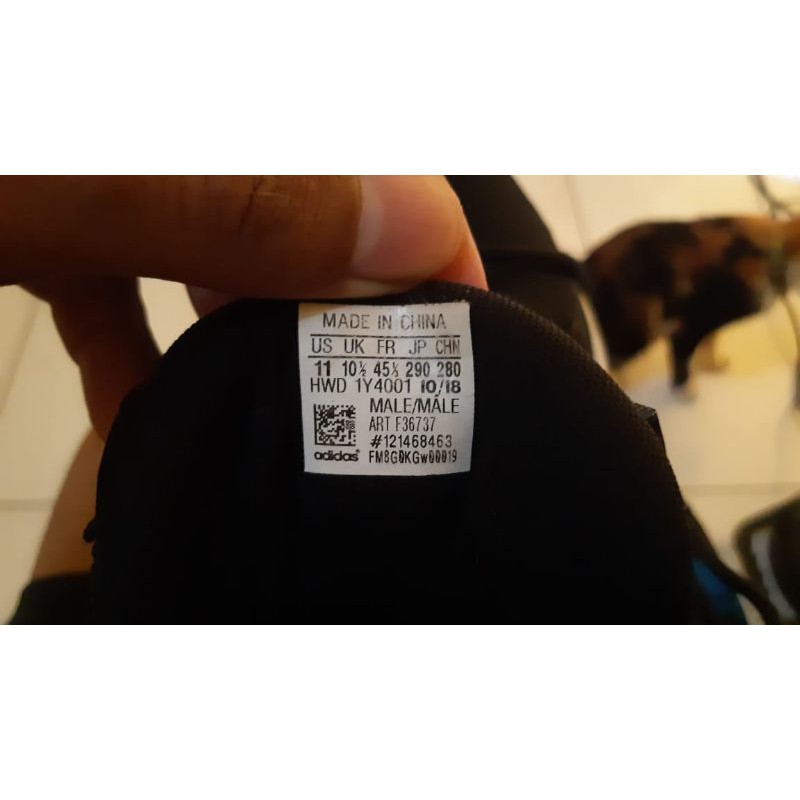 MADE IN CHINA
US UK FR JP CHN
11 10½ 45⅓ 290 280
HWD 1Y4001 10/18
MALE/MÂLE
ART F36737
#121468463
adidas® FM8G0KGw00019